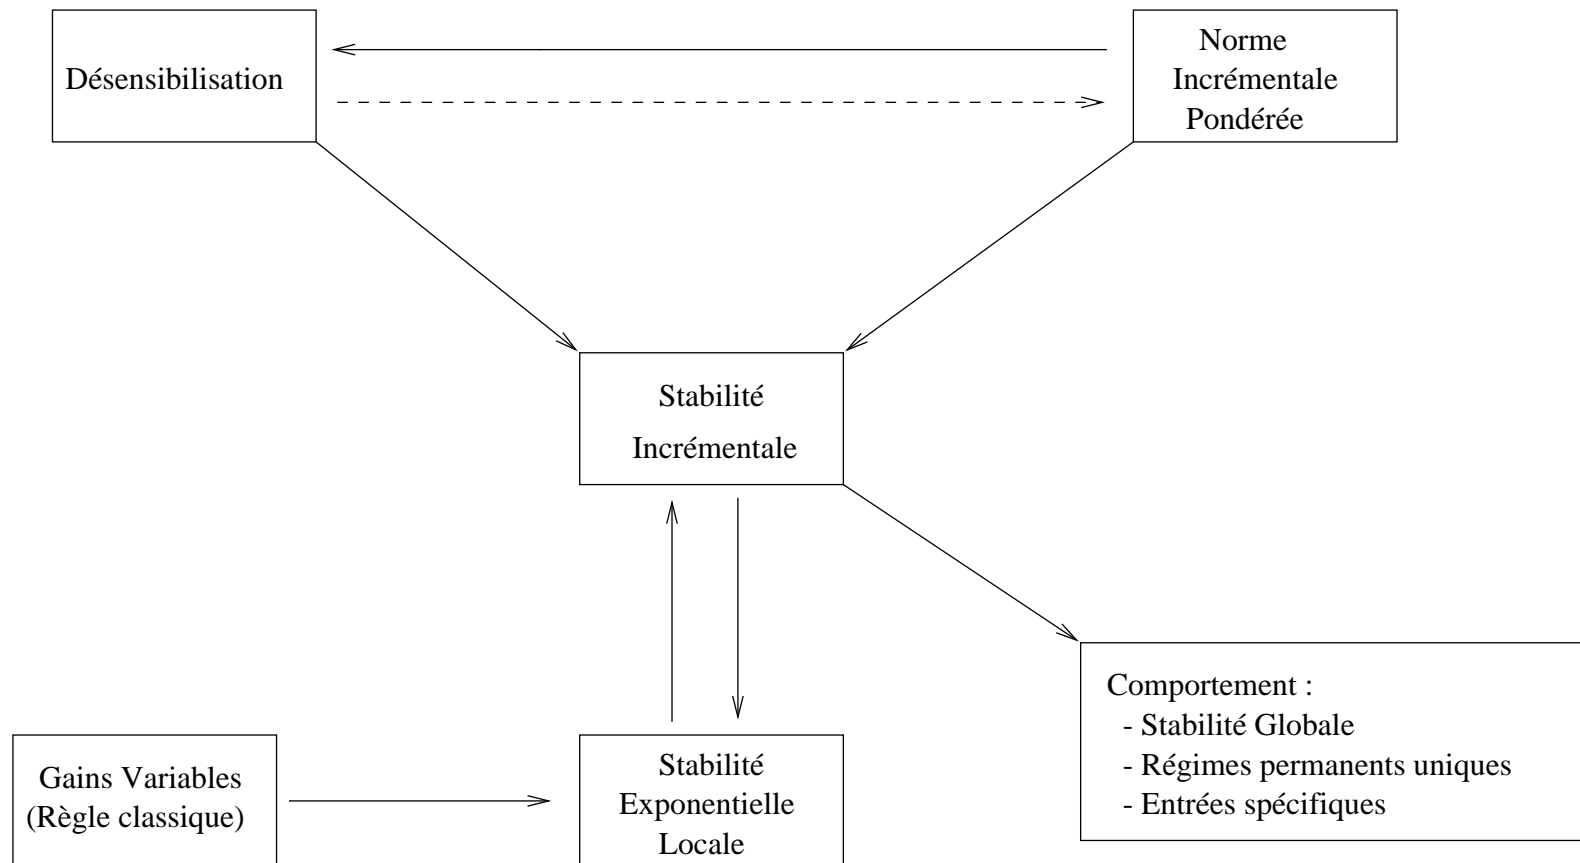 Désensibilisation
Norme
Incrémentale
Pondérée
Stabilité
Incrémentale
Comportement :
- Stabilité Globale
- Régimes permanents uniques
- Entrées spécifiques
Gains Variables
(Règle classique)
Stabilité
Exponentielle
Locale